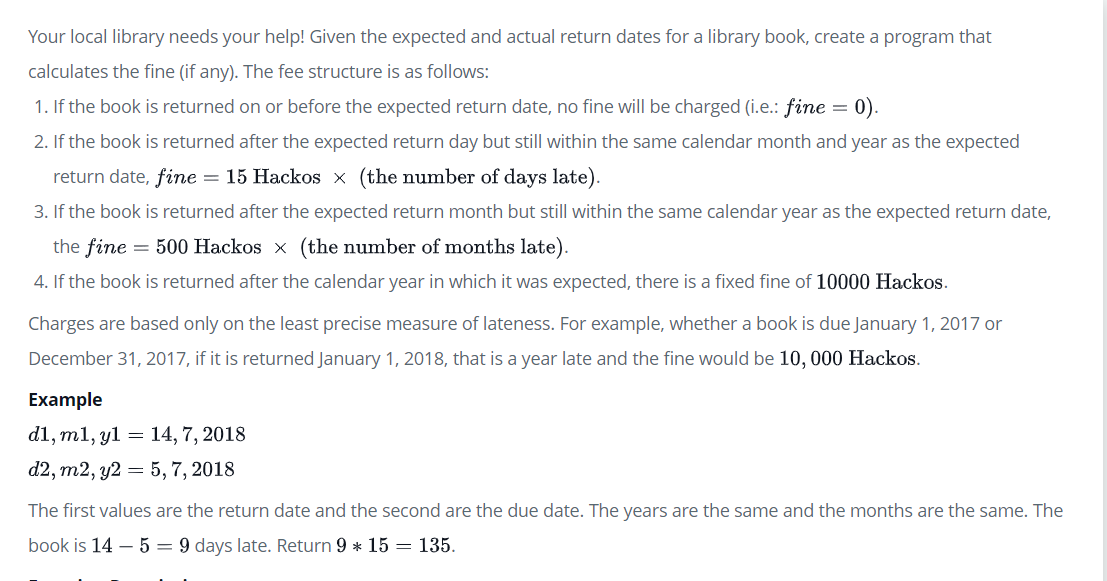 Your local library needs your help! Given the expected and actual return dates for a library book, create a program that
calculates the fine (if any). The fee structure is as follows:
1. If the book is returned on or before the expected return date, no fine will be charged (i.e.: fine = 0).
2. If the book is returned after the expected return day but still within the same calendar month and year as the expected
return date, fine = 15 Hackos × (the number of days late).
3. If the book is returned after the expected return month but still within the same calendar year as the expected return date,
the fine = 500 Hackos × (the number of months late).
4. If the book is returned after the calendar year in which it was expected, there is a fixed fine of 10000 Hackos.
Charges are based only on the least precise measure of lateness. For example, whether a book is due January 1, 2017 or
December 31, 2017, if it is returned January 1, 2018, that is a year late and the fine would be 10, 000 Hackos.
Example
d1, m1, y1 = 14, 7, 2018
d2, m2, y2 = 5, 7, 2018
The first values are the return date and the second are the due date. The years are the same and the months are the same. The
book is 14 − 5 = 9 days late. Return 9 * 15 = 135.